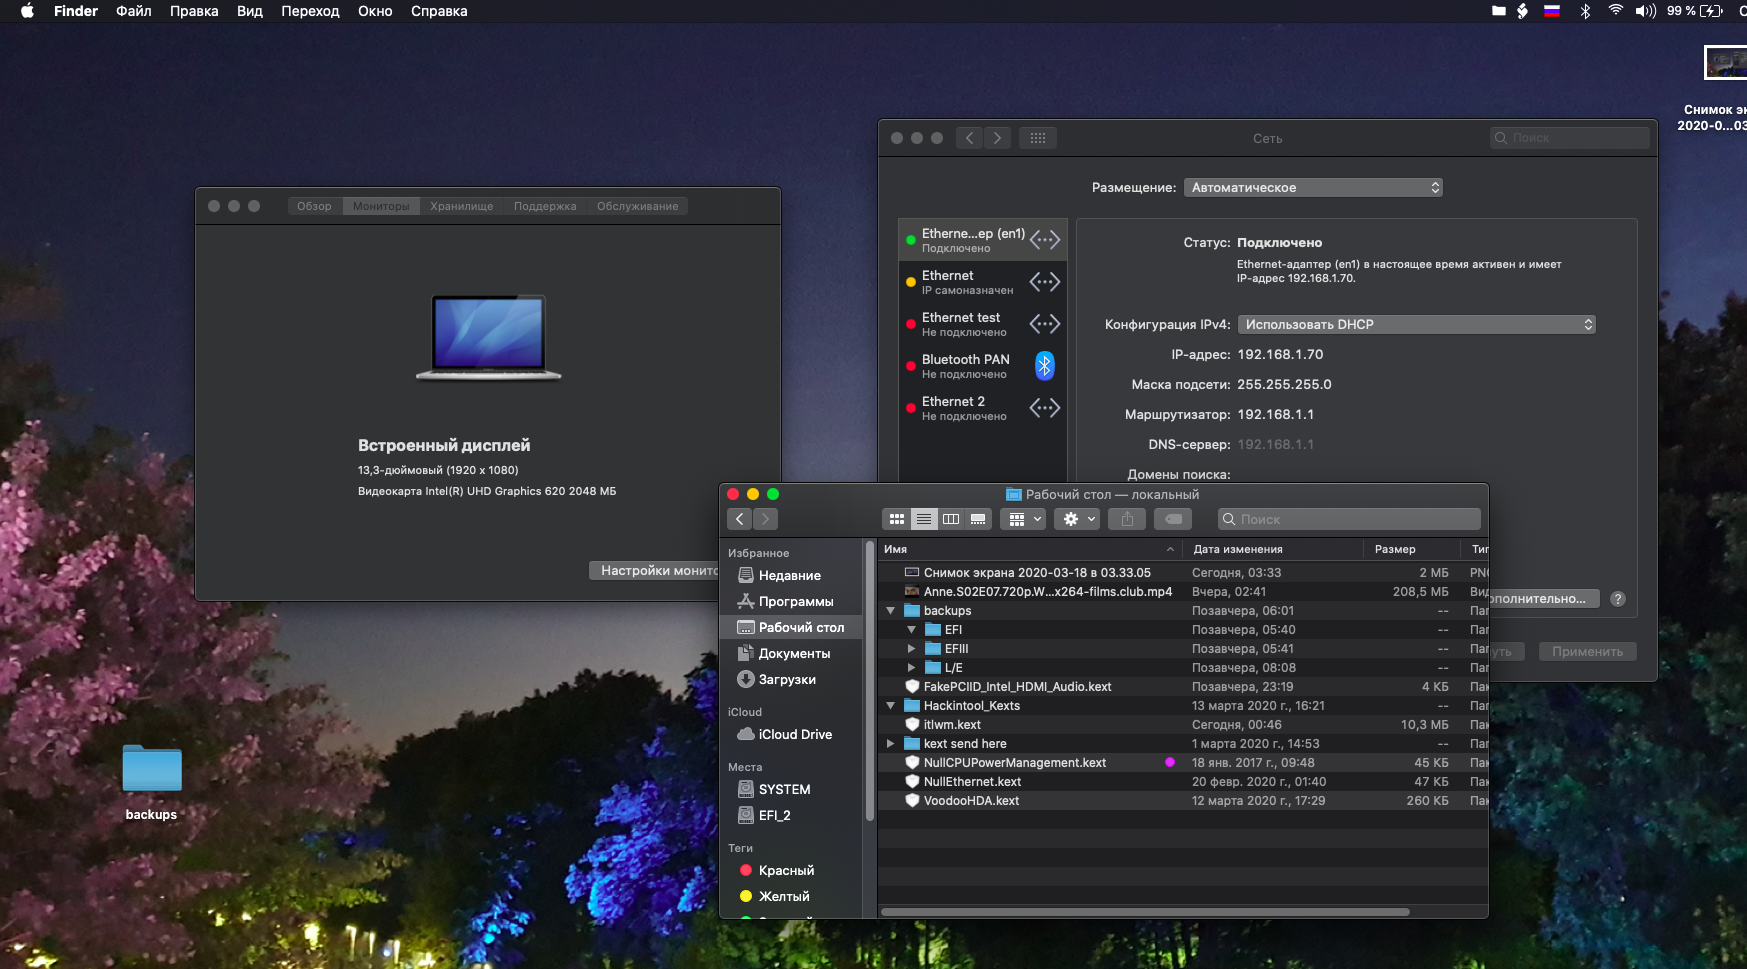 Finder Файл Правка Вид Переход Окно Справка 99 %
Снимок эк
2020-0...03
Сеть
Поиск
Размещение: Автоматическое
Обзор Мониторы Хранилище Поддержка Обслуживание
Встроенный дисплей
13,3-дюймовый (1920 x 1080)
Видеокарта Intel(R) UHD Graphics 620 2048 МБ
Настройки монито
Etherne...ер (en1)
Подключено
Ethernet
IP самоназначен
Ethernet test
Не подключено
Bluetooth PAN
Не подключено
Ethernet 2
Не подключено
Статус: Подключено
Ethernet-адаптер (en1) в настоящее время активен и имеет
IP-адрес 192.168.1.70.
Конфигурация IPv4: Использовать DHCP
IP-адрес: 192.168.1.70
Маска подсети: 255.255.255.0
Маршрутизатор: 192.168.1.1
DNS-сервер: 192.168.1.1
Домены поиска:
ополнительно... ?
уть Применить
Рабочий стол — локальный
Поиск
Избранное
Недавние
Программы
Рабочий стол
Документы
Загрузки
iCloud
iCloud Drive
Места
SYSTEM
EFI_2
Теги
Красный
Желтый
Имя Дата изменения Размер Тип
Снимок экрана 2020-03-18 в 03.33.05 Сегодня, 03:33 2 МБ PNG
Anne.S02E07.720p.W...x264-films.club.mp4 Вчера, 02:41 208,5 МБ Вид
backups Позавчера, 06:01 -- Пап
EFI Позавчера, 05:40 -- Пап
EFIII Позавчера, 05:41 -- Пап
L/E Позавчера, 08:08 -- Пап
FakePCIID_Intel_HDMI_Audio.kext Позавчера, 23:19 4 КБ Пак
Hackintool_Kexts 13 марта 2020 г., 16:21 -- Пап
itlwm.kext Сегодня, 00:46 10,3 МБ Пак
kext send here 1 марта 2020 г., 14:53 -- Пап
NullCPUPowerManagement.kext 18 янв. 2017 г., 09:48 45 КБ Пак
NullEthernet.kext 20 февр. 2020 г., 01:40 47 КБ Пак
VoodooHDA.kext 12 марта 2020 г., 17:29 260 КБ Пак
backups